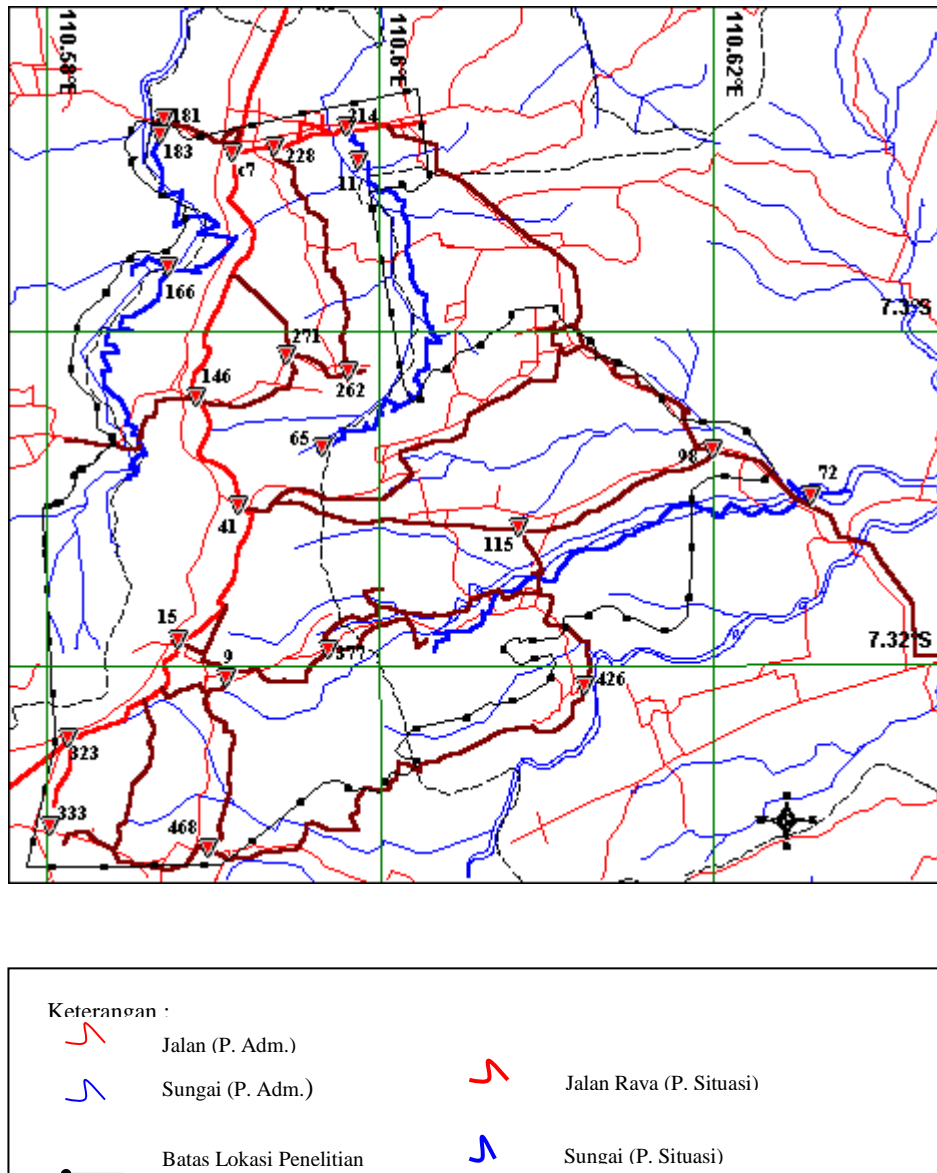 110.58°E
110.6°E
110.62°E
181
214
183
c7
228
117
166
7.3°S
271
146
262
65
98
72
41
115
15
7.32°S
9
377
426
323
333
468
Keterangan :
Jalan (P. Adm.)
Jalan Raya (P. Situasi)
Sungai (P. Adm.)
Batas Lokasi Penelitian
Sungai (P. Situasi)